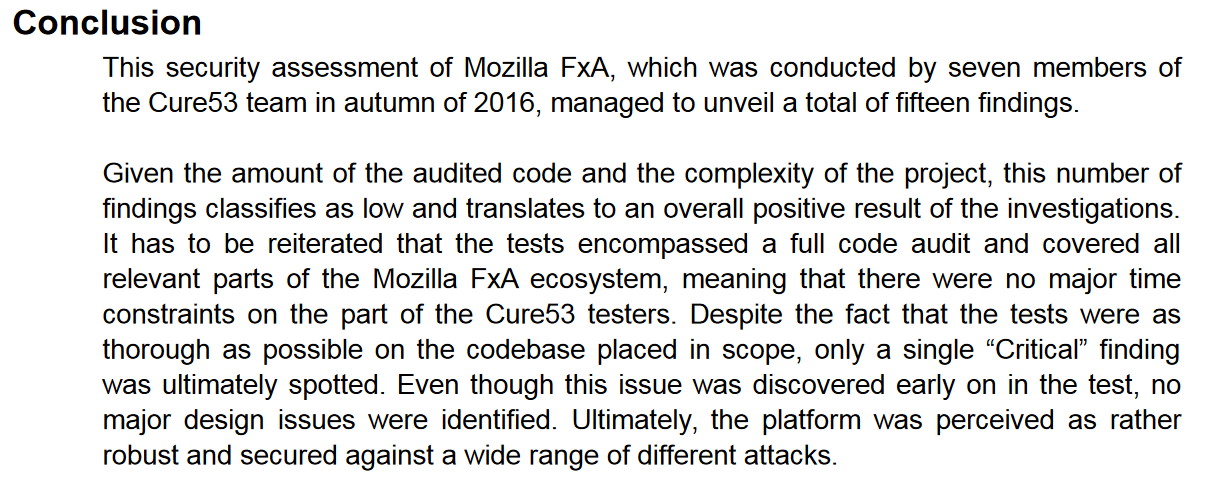 Conclusion
This security assessment of Mozilla FxA, which was conducted by seven members of
the Cure53 team in autumn of 2016, managed to unveil a total of fifteen findings.
Given the amount of the audited code and the complexity of the project, this number of
findings classifies as low and translates to an overall positive result of the investigations.
It has to be reiterated that the tests encompassed a full code audit and covered all
relevant parts of the Mozilla FxA ecosystem, meaning that there were no major time
constraints on the part of the Cure53 testers. Despite the fact that the tests were as
thorough as possible on the codebase placed in scope, only a single “Critical” finding
was ultimately spotted. Even though this issue was discovered early on in the test, no
major design issues were identified. Ultimately, the platform was perceived as rather
robust and secured against a wide range of different attacks.